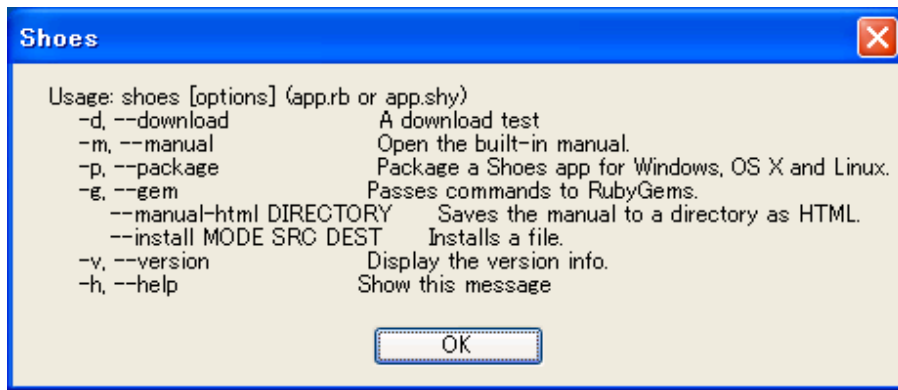 Shoes
Usage: shoes [options] (app.rb or app.shy)
-d, --download A download test
-m, --manual Open the built-in manual.
-p, --package Package a Shoes app for Windows, OS X and Linux.
-g, --gem Passes commands to RubyGems.
--manual-html DIRECTORY Saves the manual to a directory as HTML.
--install MODE SRC DEST Installs a file.
-v, --version Display the version info.
-h, --help Show this message
OK